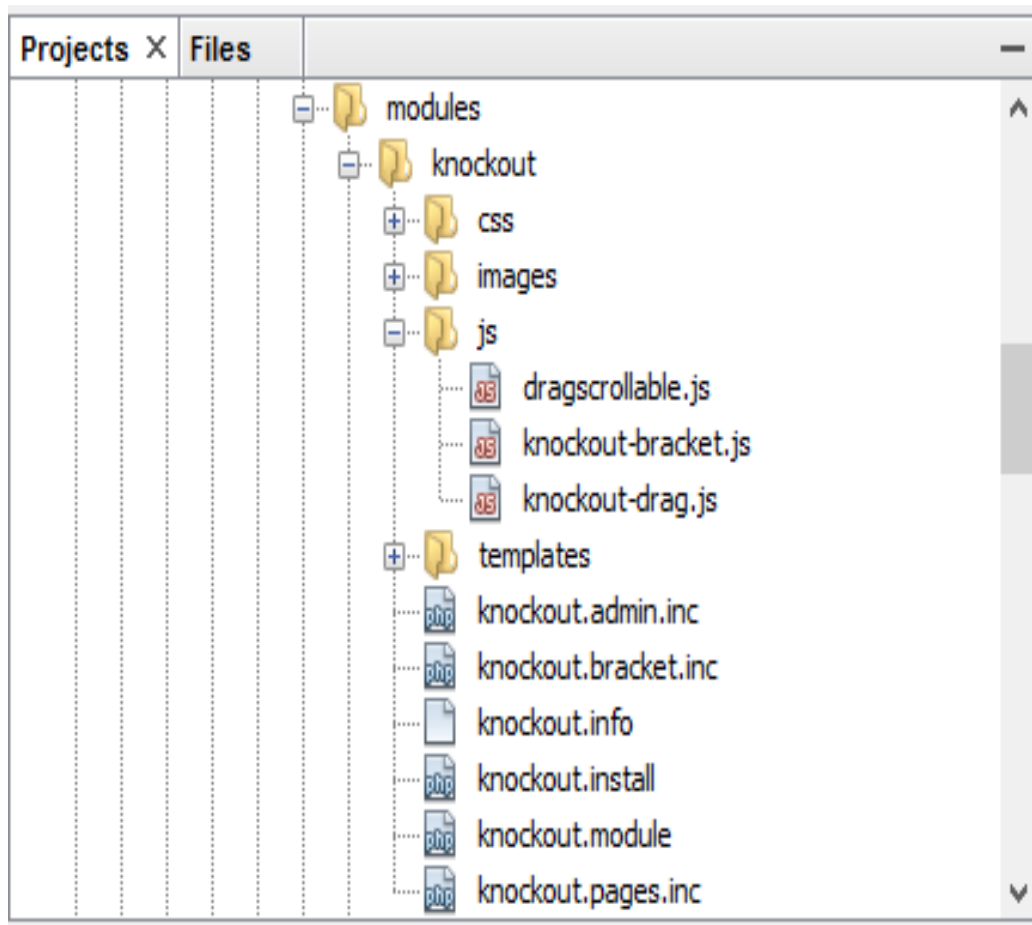 Projects Files
modules
knockout
css
images
js
dragscrollable.js
knockout-bracket.js
knockout-drag.js
templates
knockout.admin.inc
knockout.bracket.inc
knockout.info
knockout.install
knockout.module
knockout.pages.inc